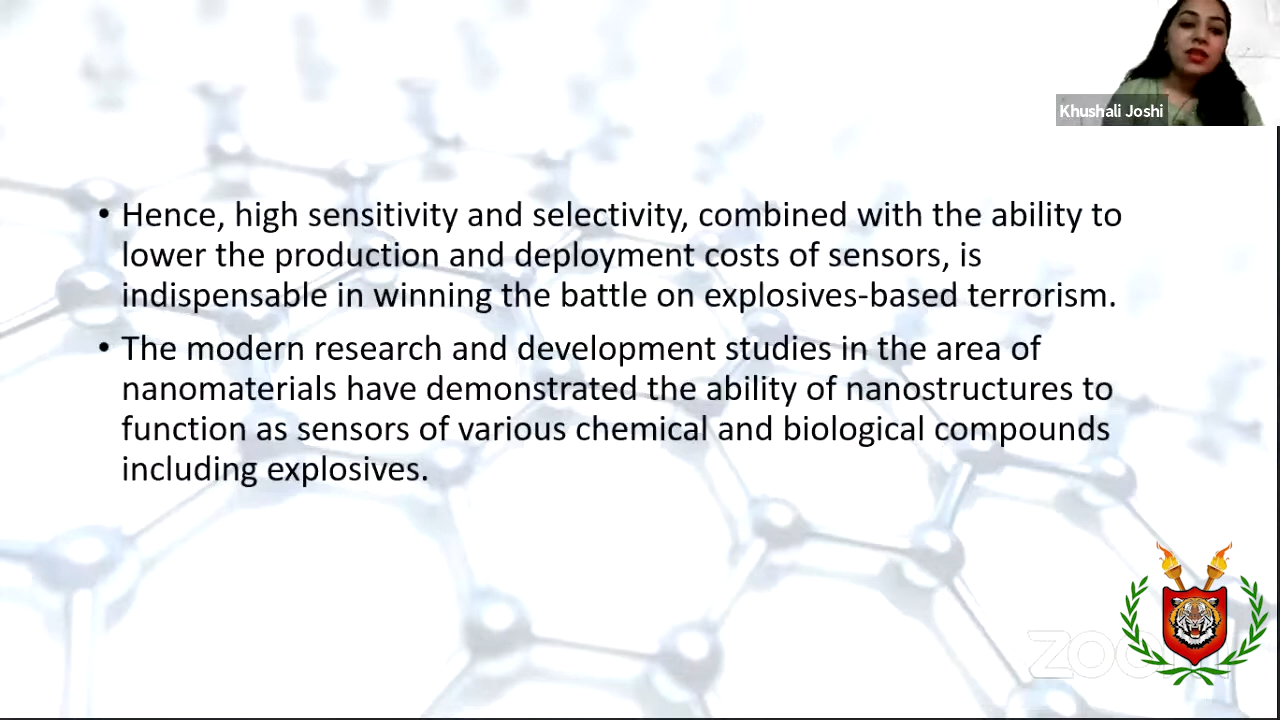 Khushali Joshi
• Hence, high sensitivity and selectivity, combined with the ability to
lower the production and deployment costs of sensors, is
indispensable in winning the battle on explosives-based terrorism.
• The modern research and development studies in the area of
nanomaterials have demonstrated the ability of nanostructures to
function as sensors of various chemical and biological compounds
including explosives.
zoom